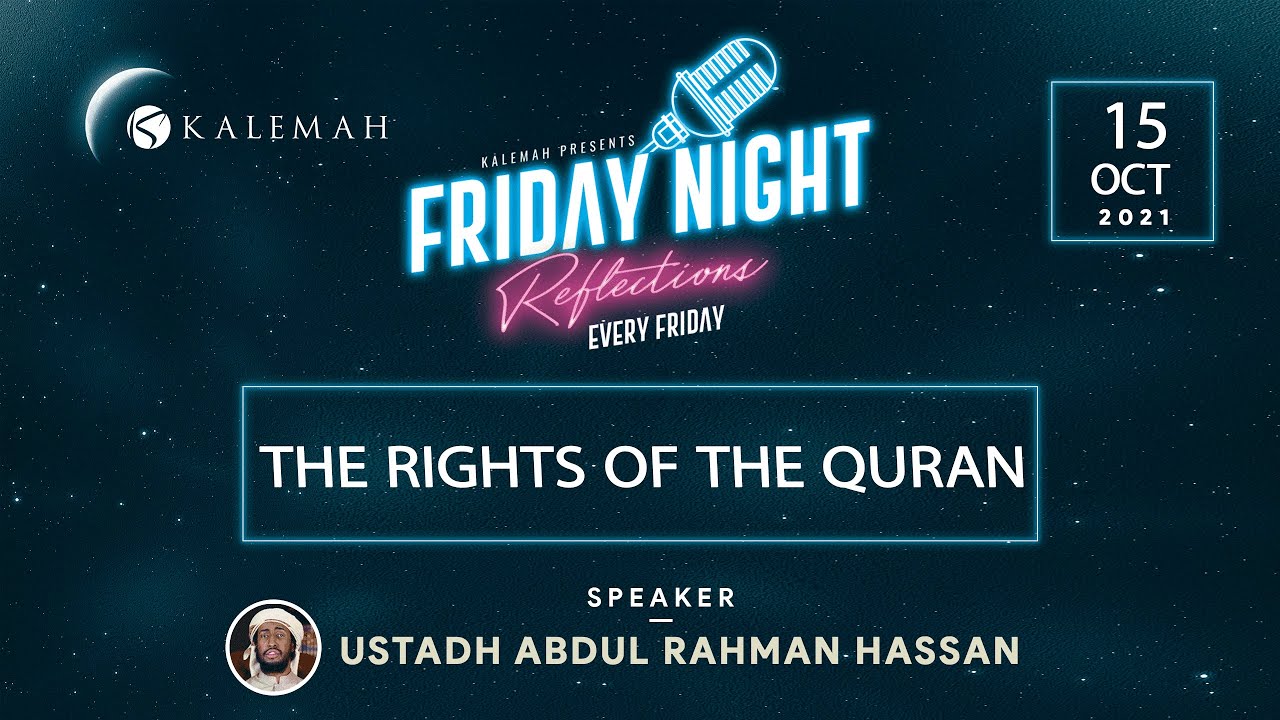 KALEMAH
KALEMAH PRESENTS
FRIDAY NIGHT
Reflections
EVERY FRIDAY
15
OCT
2021
THE RIGHTS OF THE QURAN
SPEAKER
USTADH ABDUL RAHMAN HASSAN